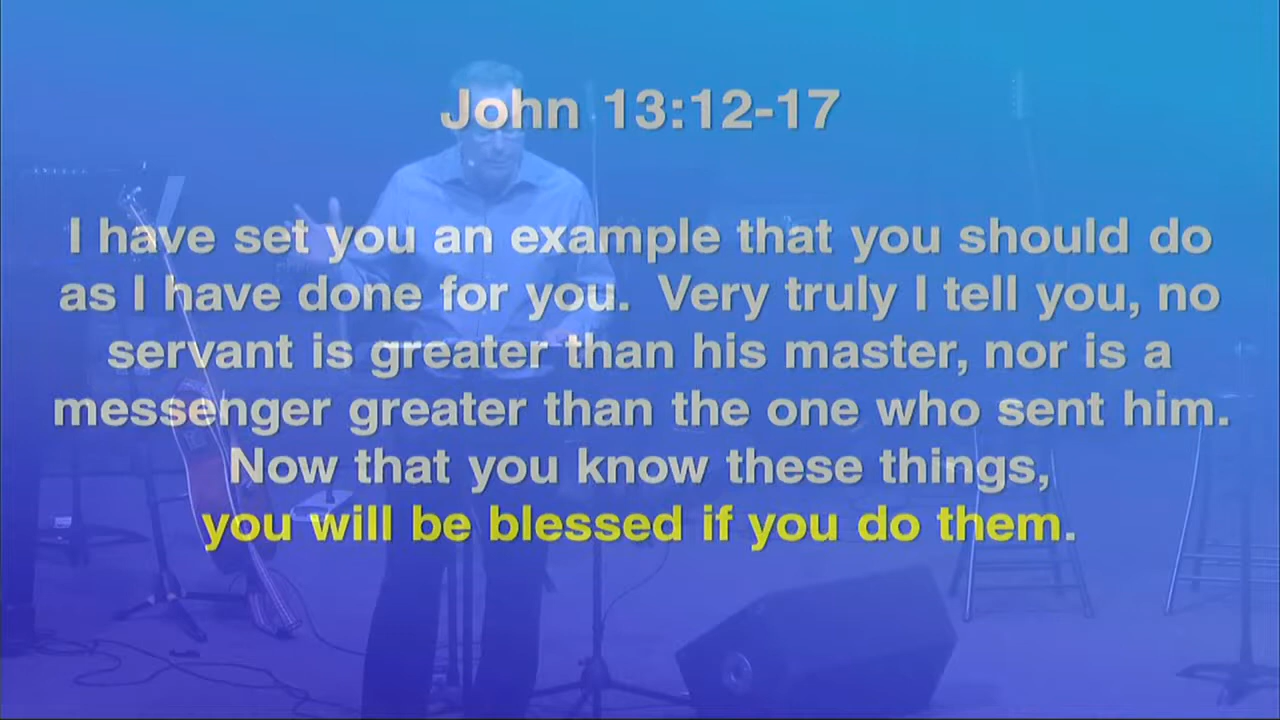 John 13:12-17
I have set you an example that you should do
as I have done for you.  Very truly I tell you, no
servant is greater than his master, nor is a
messenger greater than the one who sent him.
Now that you know these things,
you will be blessed if you do them.